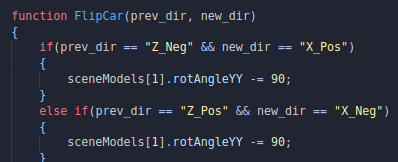 function FlipCar(prev_dir, new_dir)
{
if(prev_dir == "Z_Neg" && new_dir == "X_Pos")
{
sceneModels[1].rotAngleYY -= 90;
}
else if(prev_dir == "Z_Pos" && new_dir == "X_Neg")
{
sceneModels[1].rotAngleYY -= 90;
}